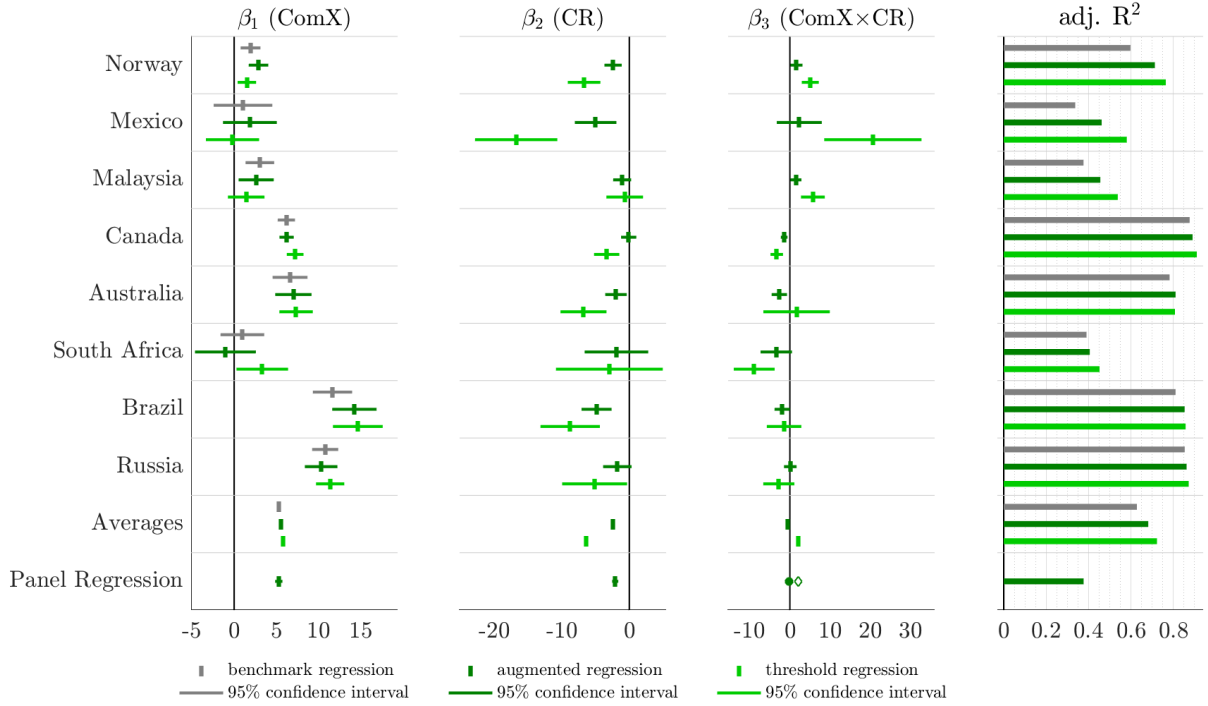 β1 (ComX) β2 (CR) β3 (ComX×CR) adj. R²
Norway
Mexico
Malaysia
Canada
Australia
South Africa
Brazil
Russia
Averages
Panel Regression
-5 0 5 10 15 -20 0 -10 0 10 20 30 0 0.2 0.4 0.6 0.8
benchmark regression augmented regression threshold regression
95% confidence interval 95% confidence interval 95% confidence interval